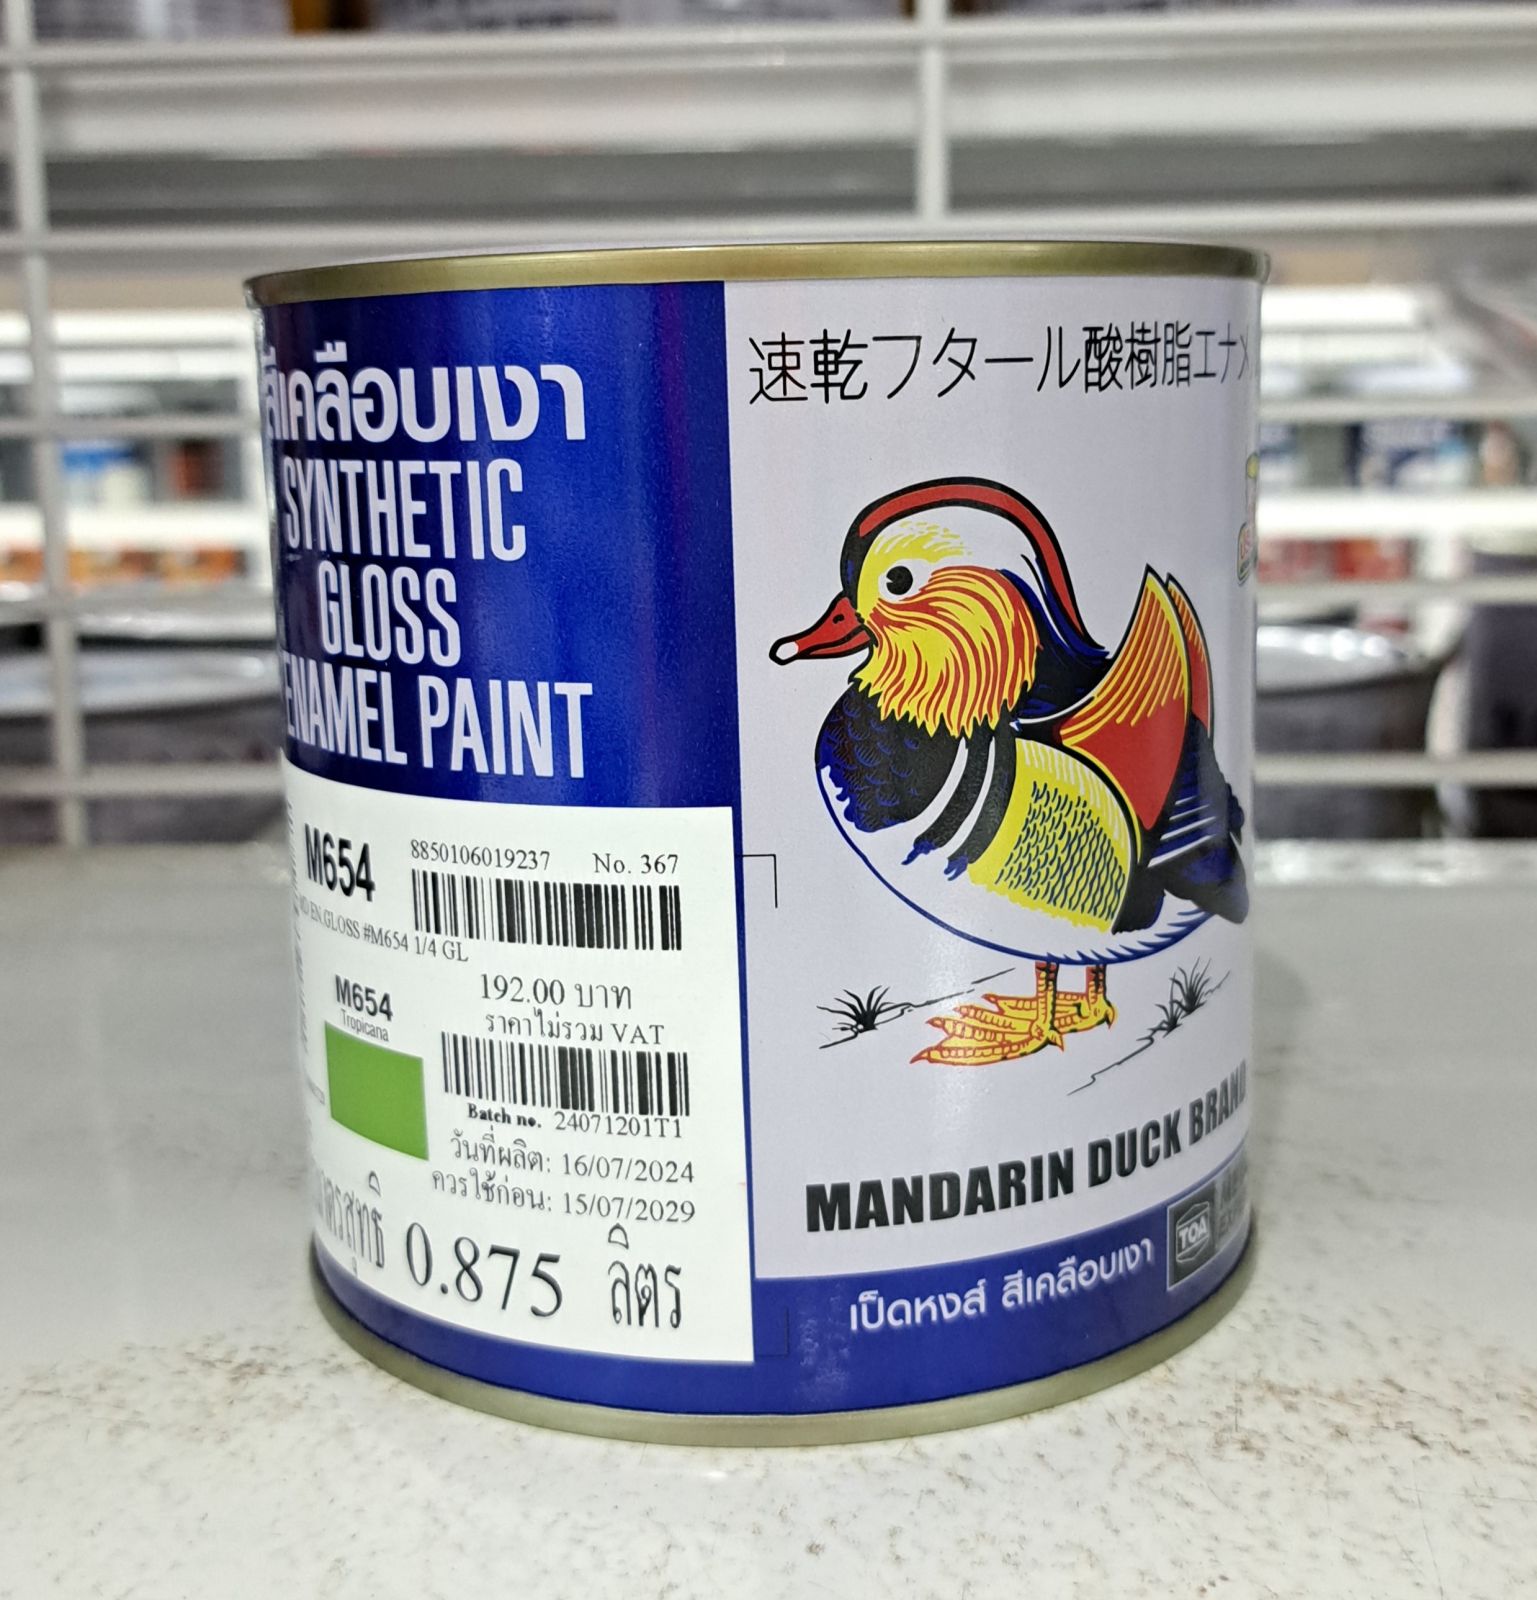 สีเคลือบเงา
SYNTHETIC
GLOSS
ENAMEL PAINT
速乾フタール酸樹脂エナメ
M654
8850106019237 No. 367
EN.GLOSS #M654 1/4 GL
192.00 บาท
ราคาไม่รวม VAT
M654
Tropicana
Batch no. 24071201T1
วันที่ผลิต: 16/07/2024
ควรใช้ก่อน: 15/07/2029
0.875 ลิตร
MANDARIN DUCK BRAND
เป็ดหงส์ สีเคลือบเงา
TOA